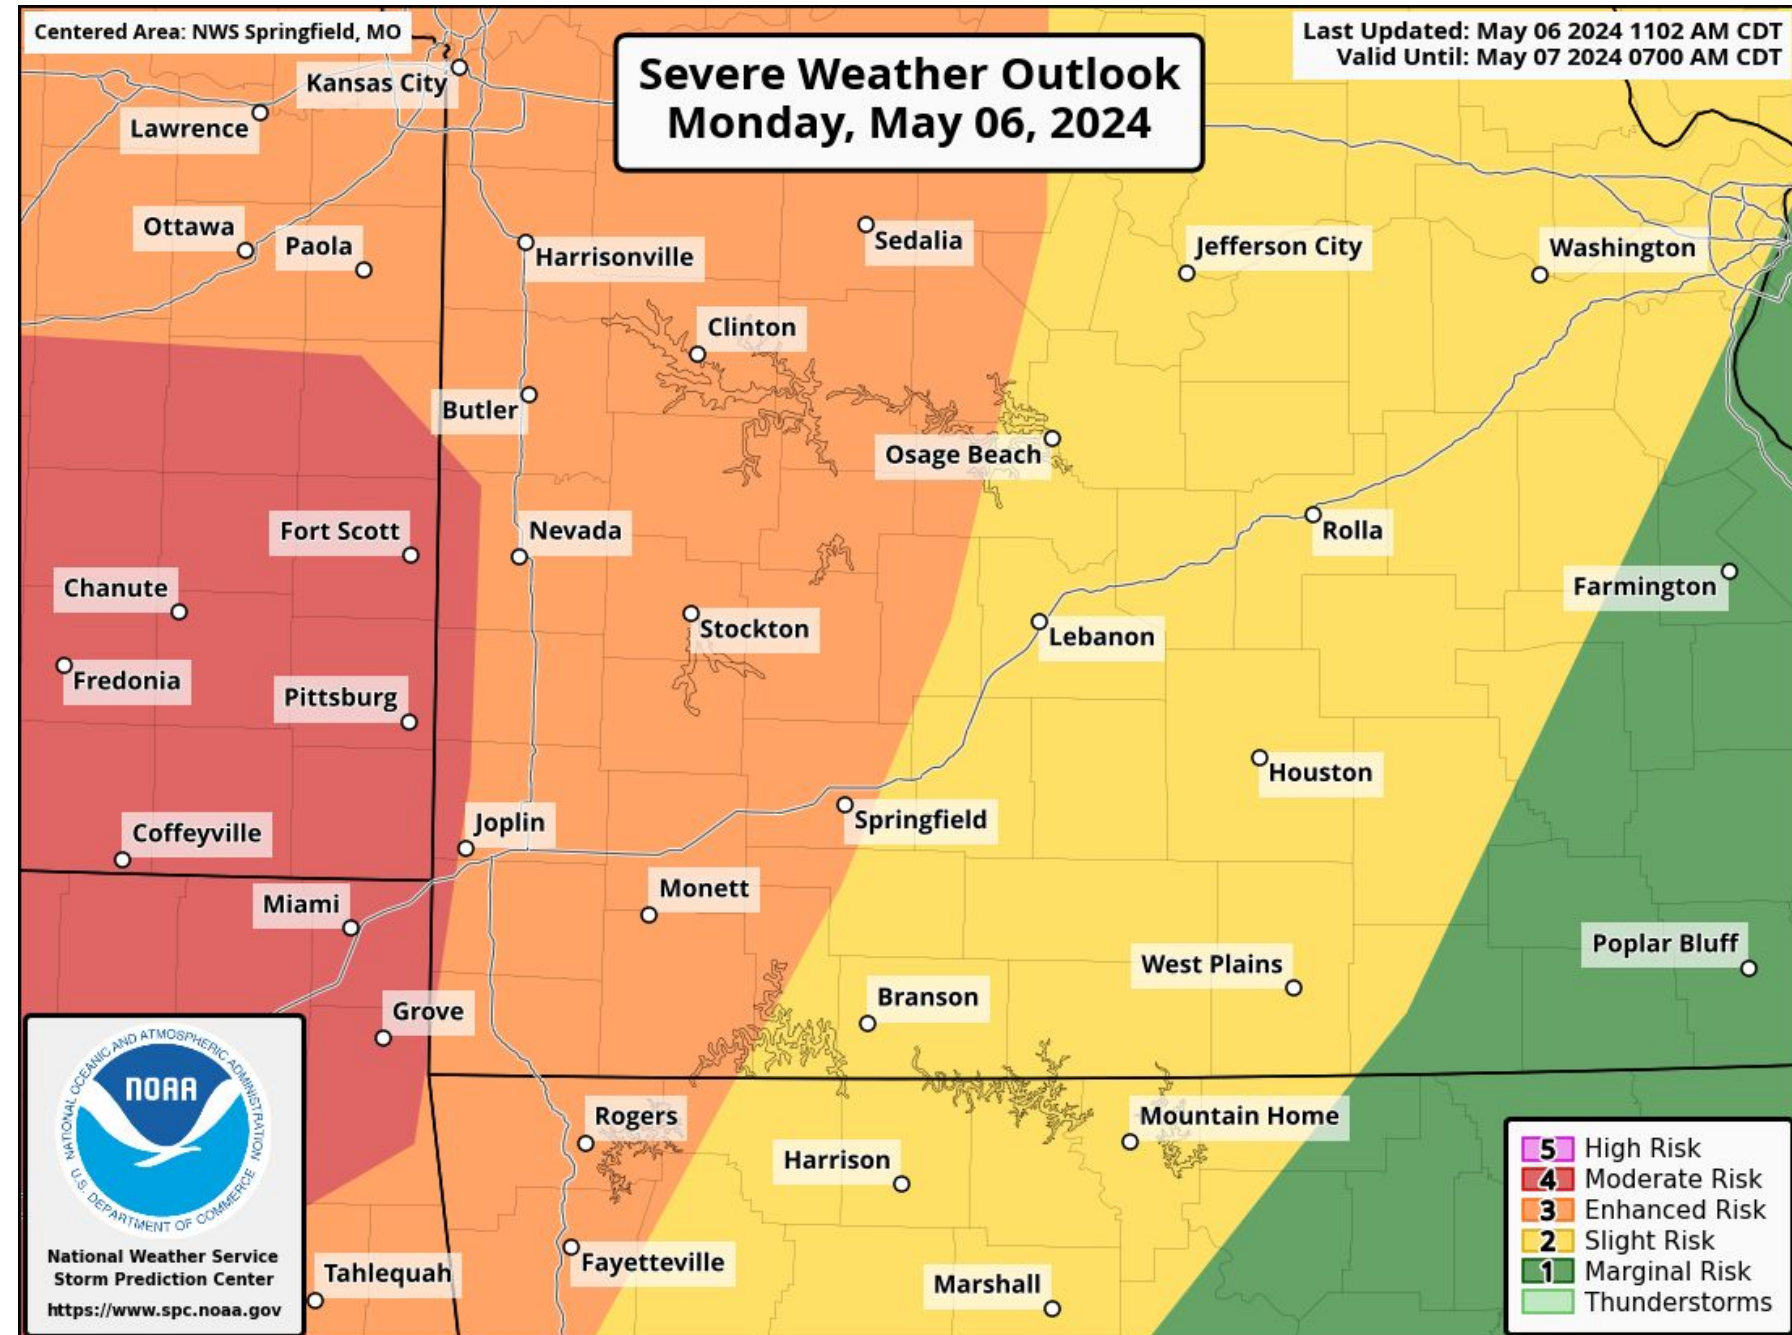 Centered Area: NWS Springfield, MO
Severe Weather Outlook
Monday, May 06, 2024
Last Updated: May 06 2024 1102 AM CDT
Valid Until: May 07 2024 0700 AM CDT
Kansas City
Lawrence
Ottawa
Paola
Harrisonville
Sedalia
Jefferson City
Washington
Clinton
Butler
Osage Beach
Fort Scott
Nevada
Rolla
Chanute
Farmington
Stockton
Lebanon
Fredonia
Pittsburg
Houston
Coffeyville
Joplin
Springfield
Miami
Monett
Poplar Bluff
West Plains
Branson
Grove
Rogers
Mountain Home
Harrison
Fayetteville
Tahlequah
Marshall
NATIONAL OCEANIC AND ATMOSPHERIC ADMINISTRATION
NOAA
U.S. DEPARTMENT OF COMMERCE
National Weather Service
Storm Prediction Center
https://www.spc.noaa.gov
5 High Risk
4 Moderate Risk
3 Enhanced Risk
2 Slight Risk
1 Marginal Risk
Thunderstorms